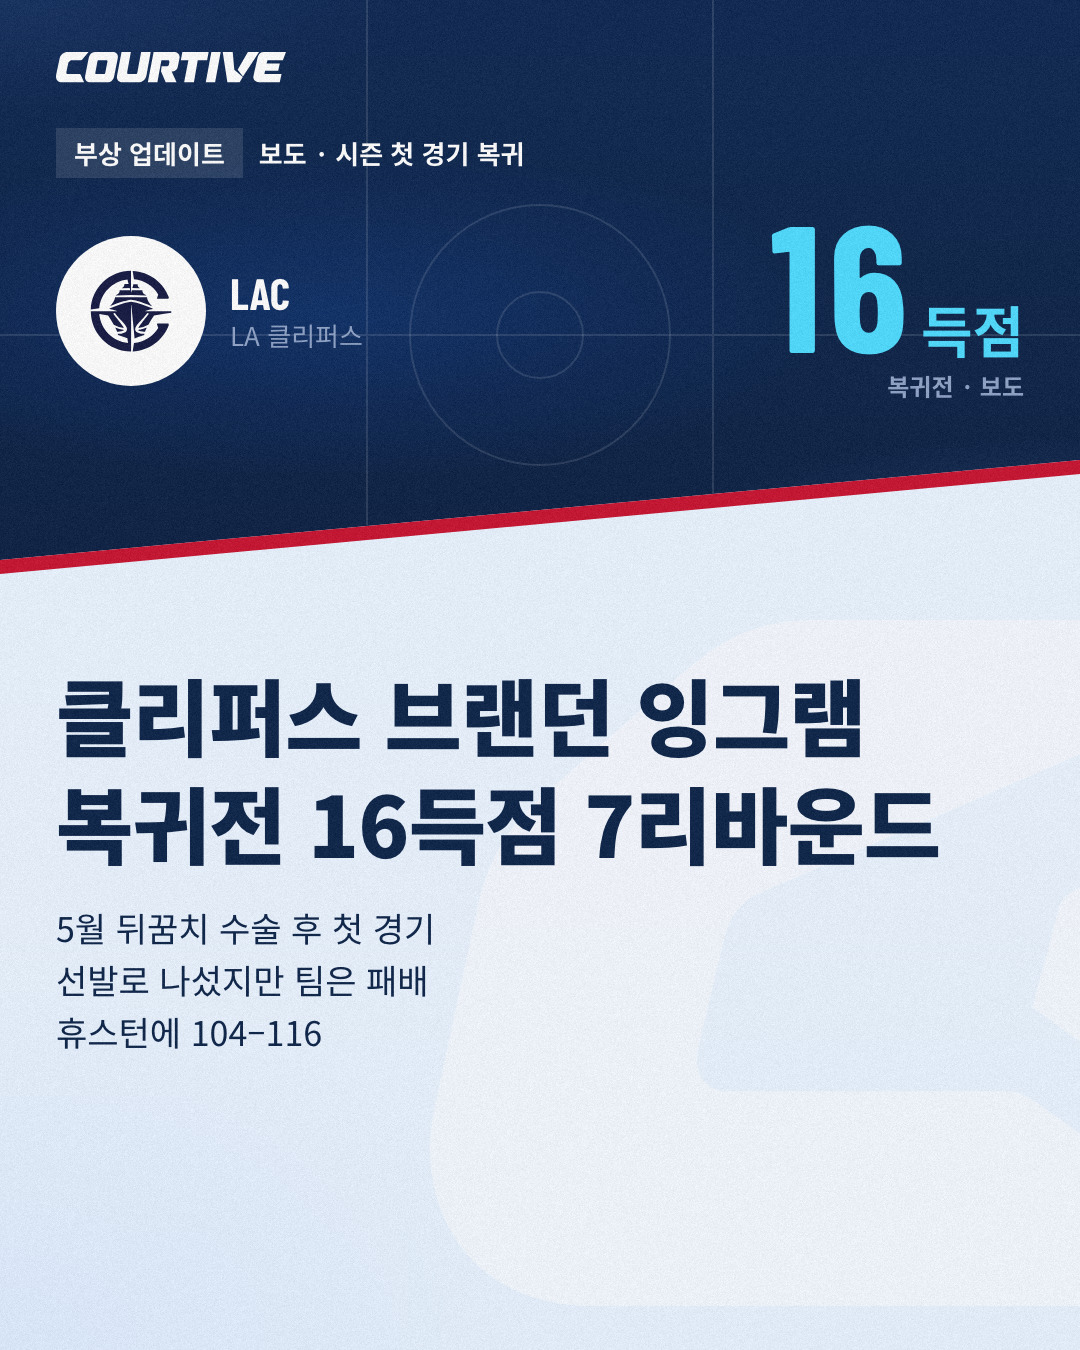 COURTIVE
부상 업데이트 보도 · 시즌 첫 경기 복귀
LAC
LA 클리퍼스
16 득점
복귀전 · 보도
클리퍼스 브랜던 잉그램
복귀전 16득점 7리바운드
5월 뒤꿈치 수술 후 첫 경기
선발로 나섰지만 팀은 패배
휴스턴에 104–116